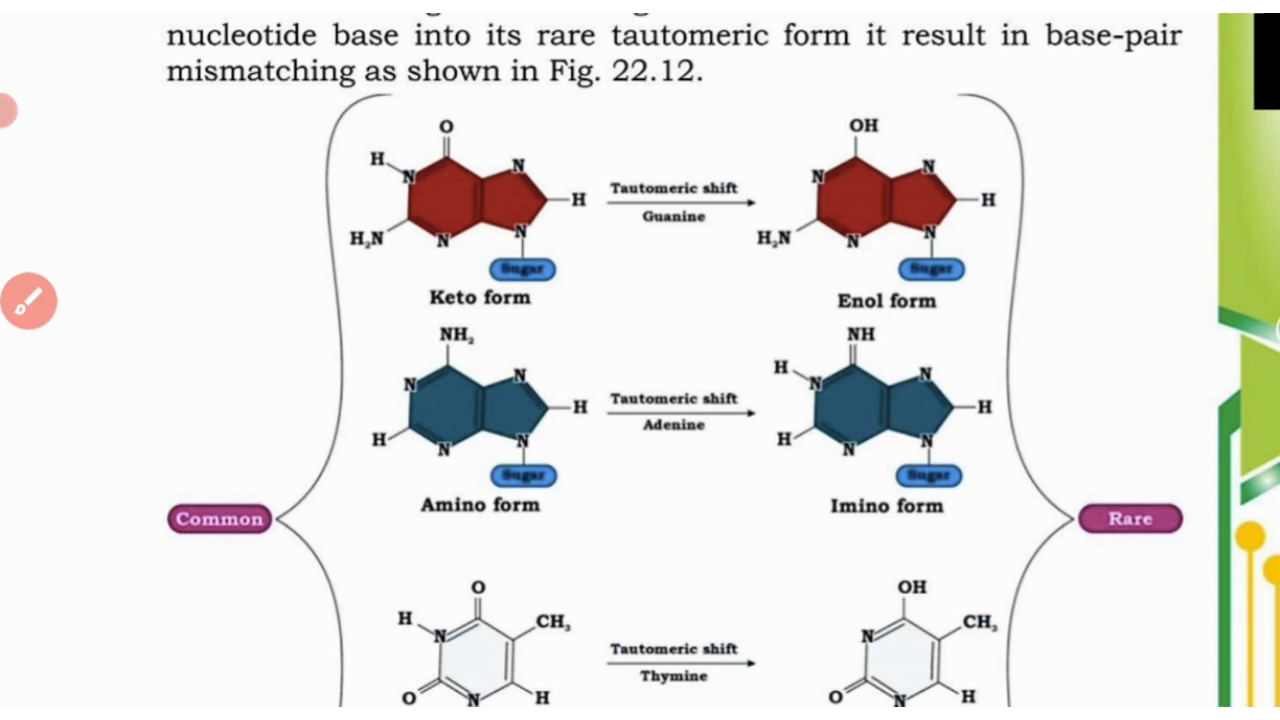 nucleotide base into its rare tautomeric form it result in base-pair
mismatching as shown in Fig. 22.12.
O
H
N
N
H
H₂N
N
N
Sugar
Keto form
Tautomeric shift
Guanine
OH
N
N
H
H₂N
N
N
Sugar
Enol form
NH₂
N
N
H
H
N
N
Sugar
Amino form
Tautomeric shift
Adenine
NH
H
N
N
H
H
N
N
Sugar
Imino form
Common
Rare
O
H
N
CH₃
O
N
H
Tautomeric shift
Thymine
OH
N
CH₃
O
N
H